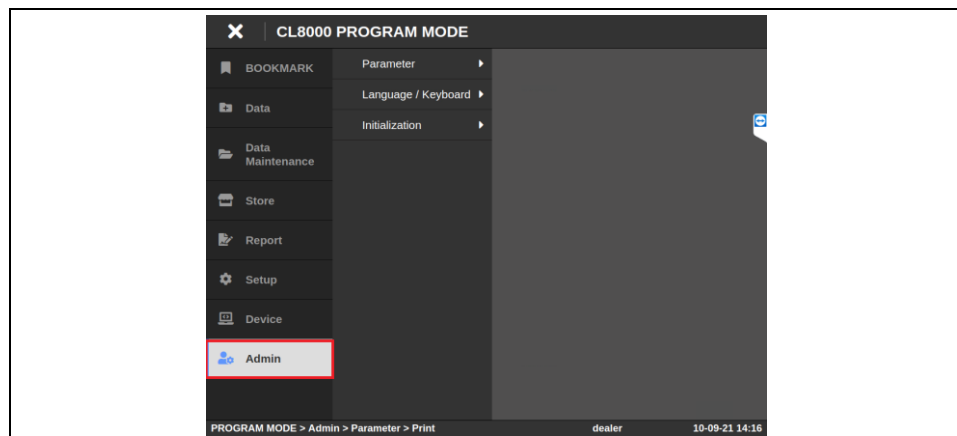 CL8000 PROGRAM MODE
BOOKMARK
Data
Data
Maintenance
Store
Report
Setup
Device
Admin
Parameter
Language / Keyboard
Initialization
PROGRAM MODE > Admin > Parameter > Print
dealer
10-09-21 14:16